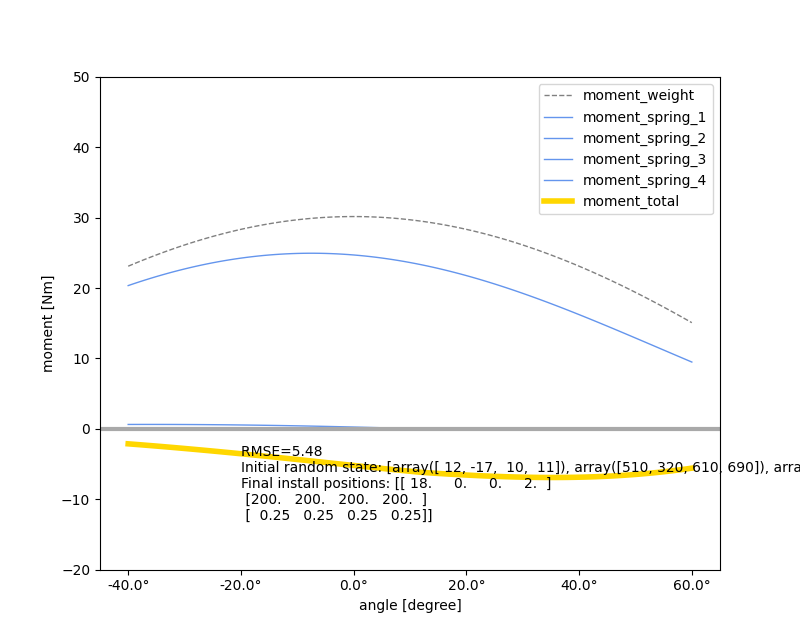 50
40
30
20
10
0
−10
−20
moment [Nm]
moment_weight
moment_spring_1
moment_spring_2
moment_spring_3
moment_spring_4
moment_total
RMSE=5.48
Initial random state: [array([ 12, -17, 10, 11]), array([510, 320, 610, 690]), arra
Final install positions: [[ 18. 0. 0. 2. ]
[200. 200. 200. 200. ]
[ 0.25 0.25 0.25 0.25]]
-40.0° -20.0° 0.0° 20.0° 40.0° 60.0°
angle [degree]